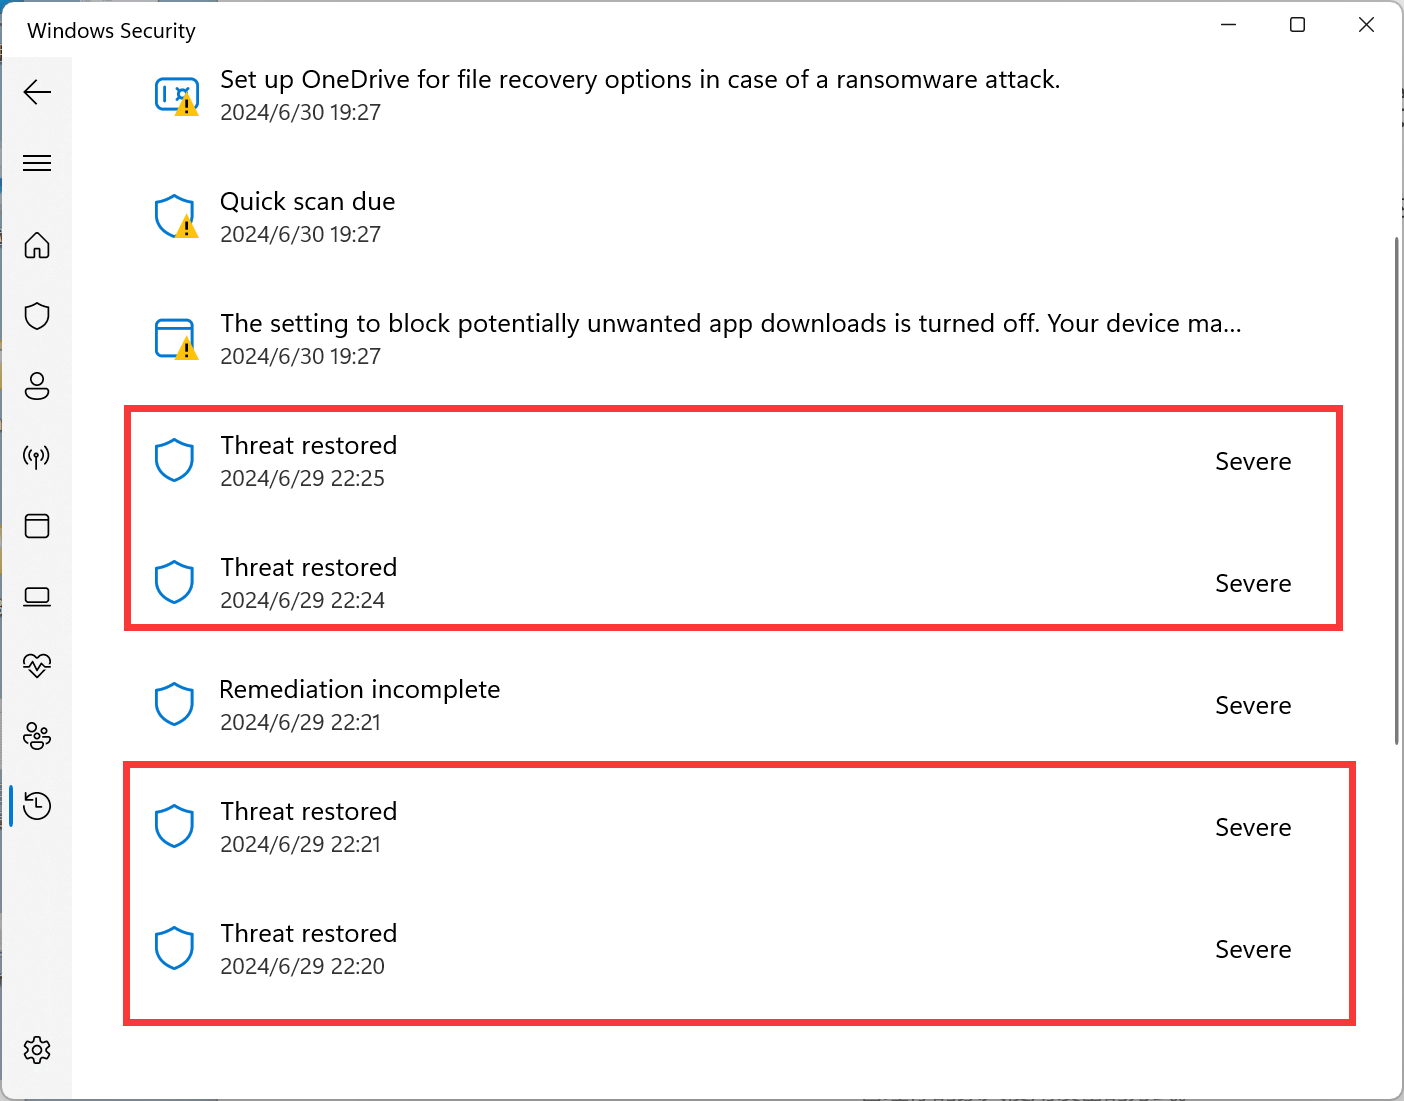 Windows Security
Set up OneDrive for file recovery options in case of a ransomware attack.
2024/6/30 19:27
Quick scan due
2024/6/30 19:27
The setting to block potentially unwanted app downloads is turned off. Your device ma...
2024/6/30 19:27
Threat restored
Severe
2024/6/29 22:25
Threat restored
Severe
2024/6/29 22:24
Remediation incomplete
Severe
2024/6/29 22:21
Threat restored
Severe
2024/6/29 22:21
Threat restored
Severe
2024/6/29 22:20